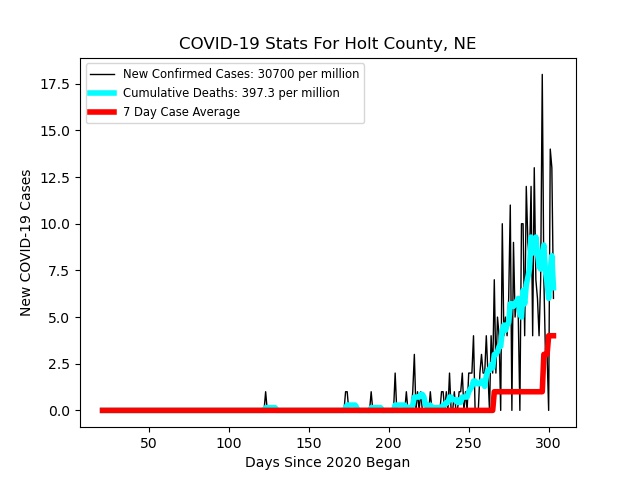 COVID-19 Stats For Holt County, NE
New Confirmed Cases: 30700 per million
Cumulative Deaths: 397.3 per million
7 Day Case Average
New COVID-19 Cases
17.5
15.0
12.5
10.0
7.5
5.0
2.5
0.0
50 100 150 200 250 300
Days Since 2020 Began